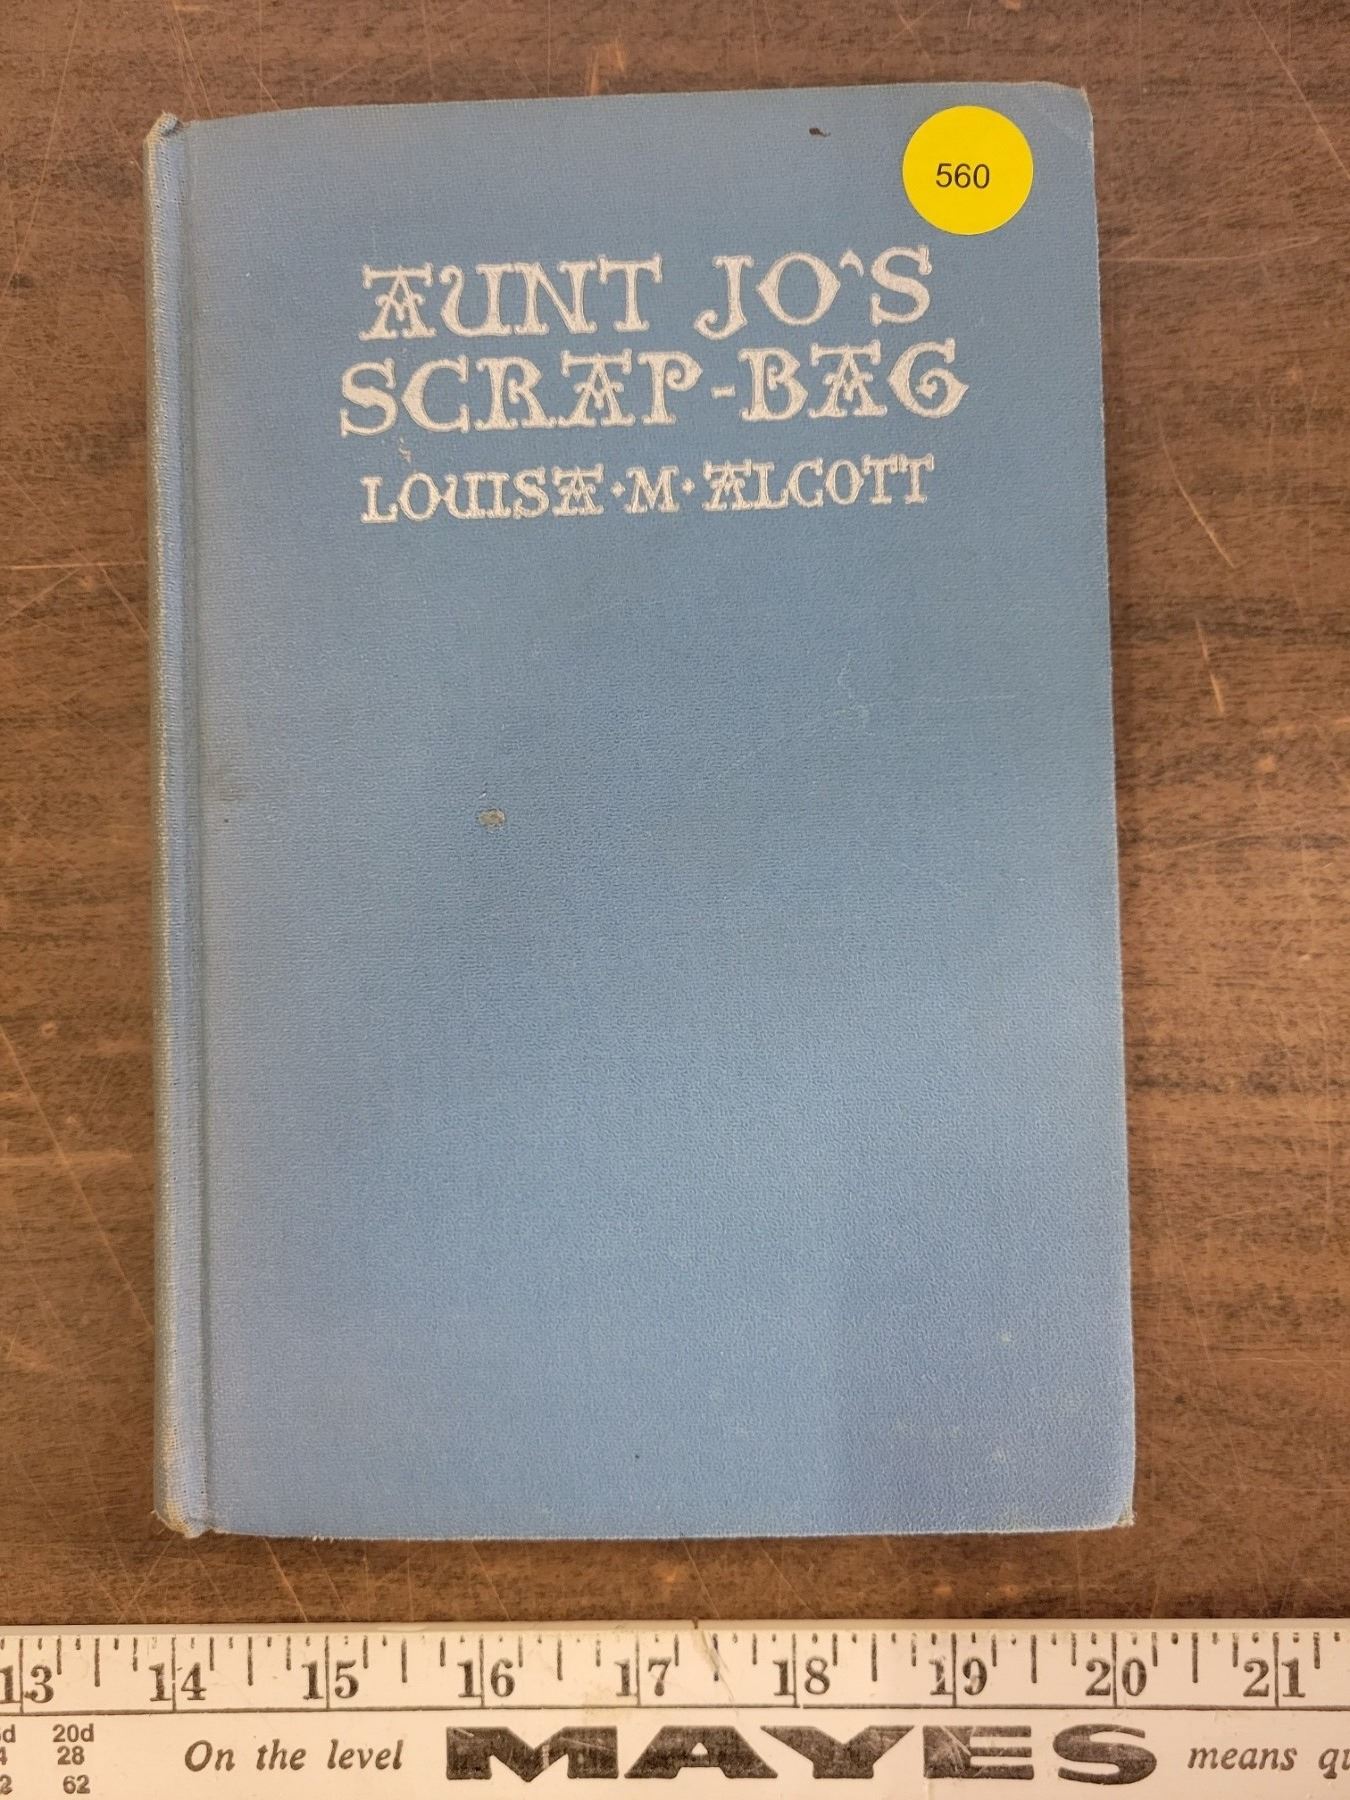 560
AUNT JO'S
SCRAP-BAG
LOUISA·M·ALCOTT
13 14 15 16 17 18 19 20 21
20d
28
62
On the level MAYES means